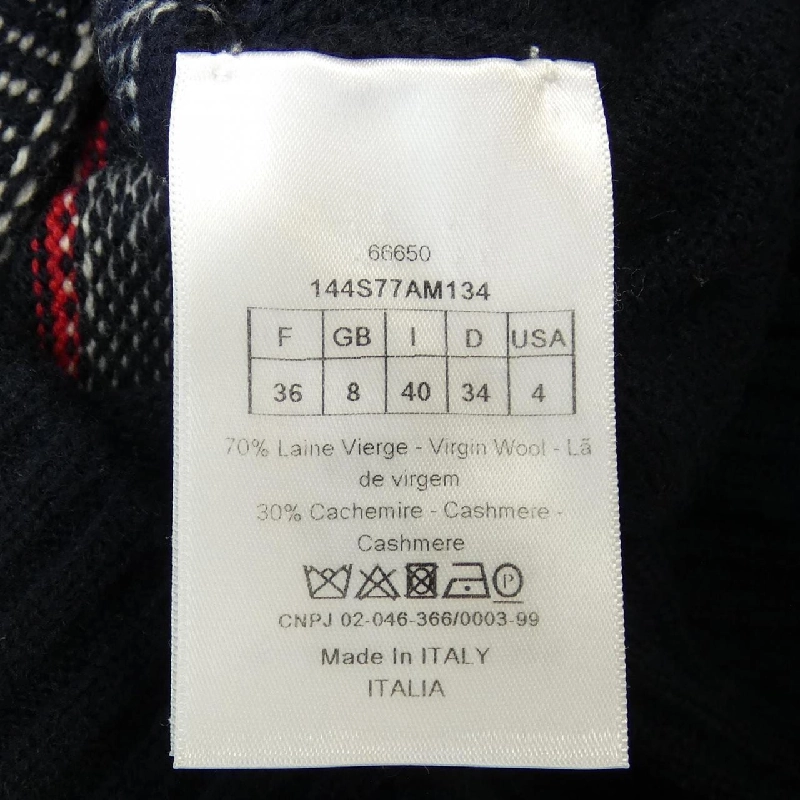 66650
144S77AM134
F GB I D USA
36 8 40 34 4
70% Laine Vierge - Virgin Wool - Lã
de virgem
30% Cachemire - Cashmere -
Cashmere
P
CNPJ 02-046-366/0003-99
Made In ITALY
ITALIA